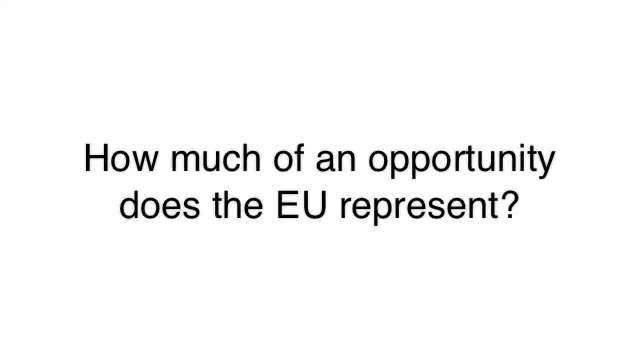 How much of an opportunity
does the EU represent?